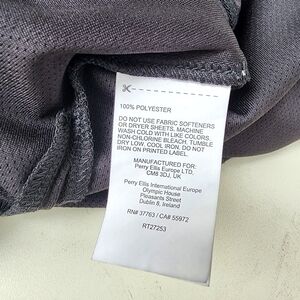 100% POLYESTER
DO NOT USE FABRIC SOFTENERS
OR DRYER SHEETS. MACHINE
WASH COLD WITH LIKE COLORS.
NON-CHLORINE BLEACH. TUMBLE
DRY LOW. COOL IRON. DO NOT
IRON ON PRINTED LABEL.
MANUFACTURED FOR:
Perry Ellis Europe LTD.
CM8 3DJ, UK
Perry Ellis International Europe
Olympic House
Pleasants Street
Dublin 8, Ireland
RN# 37763 / CA# 55972
RT27253